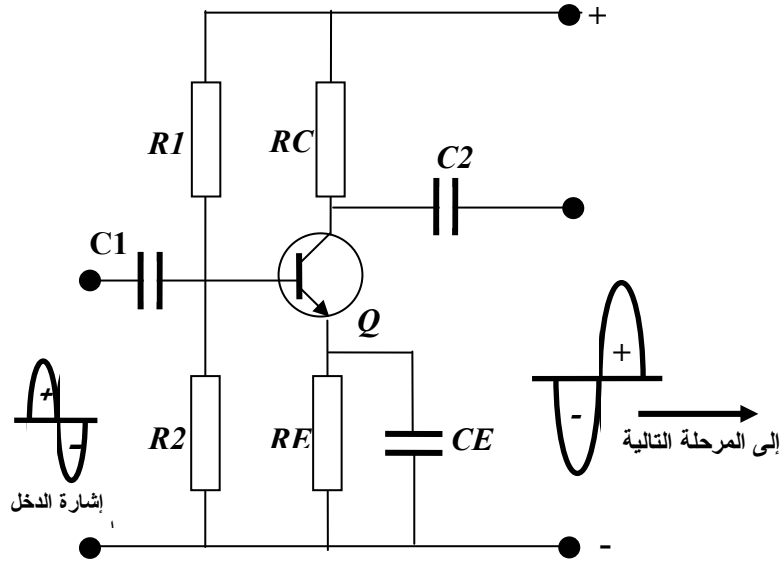 +
R1
RC
C2
C1
Q
+
-
+
-
R2
RE
CE
إلى المرحلة التالية
إشارة الدخل
-